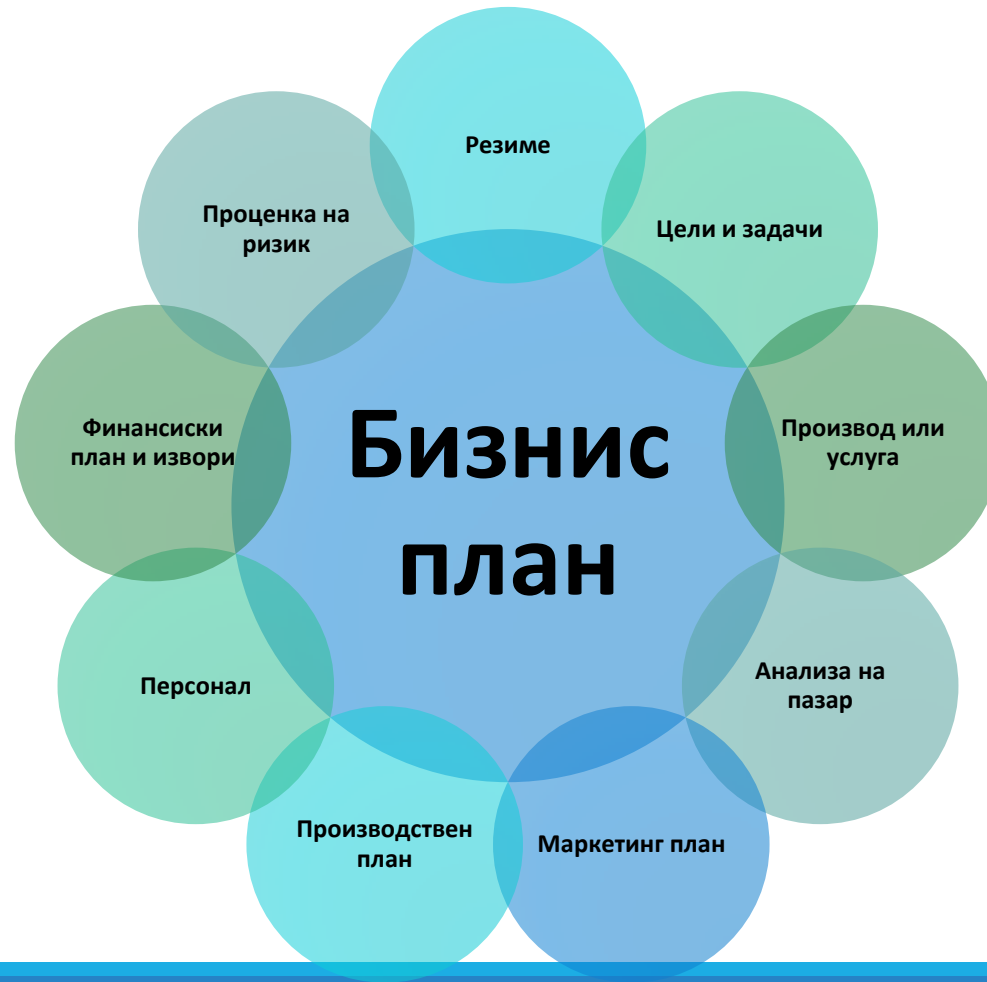 Резиме
Цели и задачи
Производ или
услуга
Анализа на
пазар
Маркетинг план
Производствен
план
Персонал
Финансиски
план и извори
Проценка на
ризик
Бизнис
план